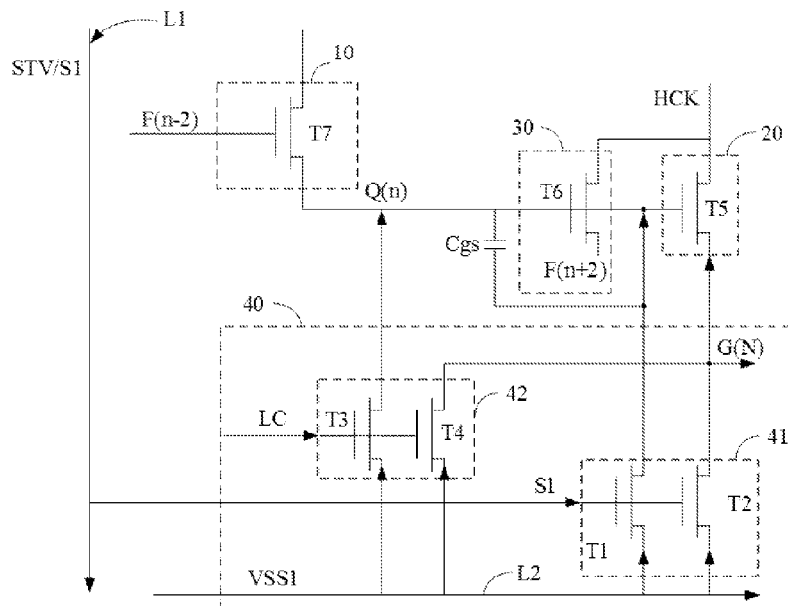 L1
STV/S1
10
HCK
F(n-2)
T7
30
20
Q(n)
T6
T5
Cgs
F(n+2)
40
G(N)
LC
T3
T4
42
41
S1
T2
T1
VSS1
L2